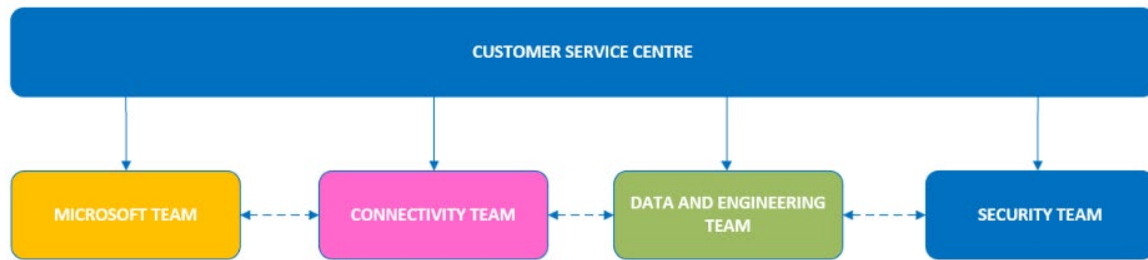 CUSTOMER SERVICE CENTRE
MICROSOFT TEAM
CONNECTIVITY TEAM
DATA AND ENGINEERING
TEAM
SECURITY TEAM